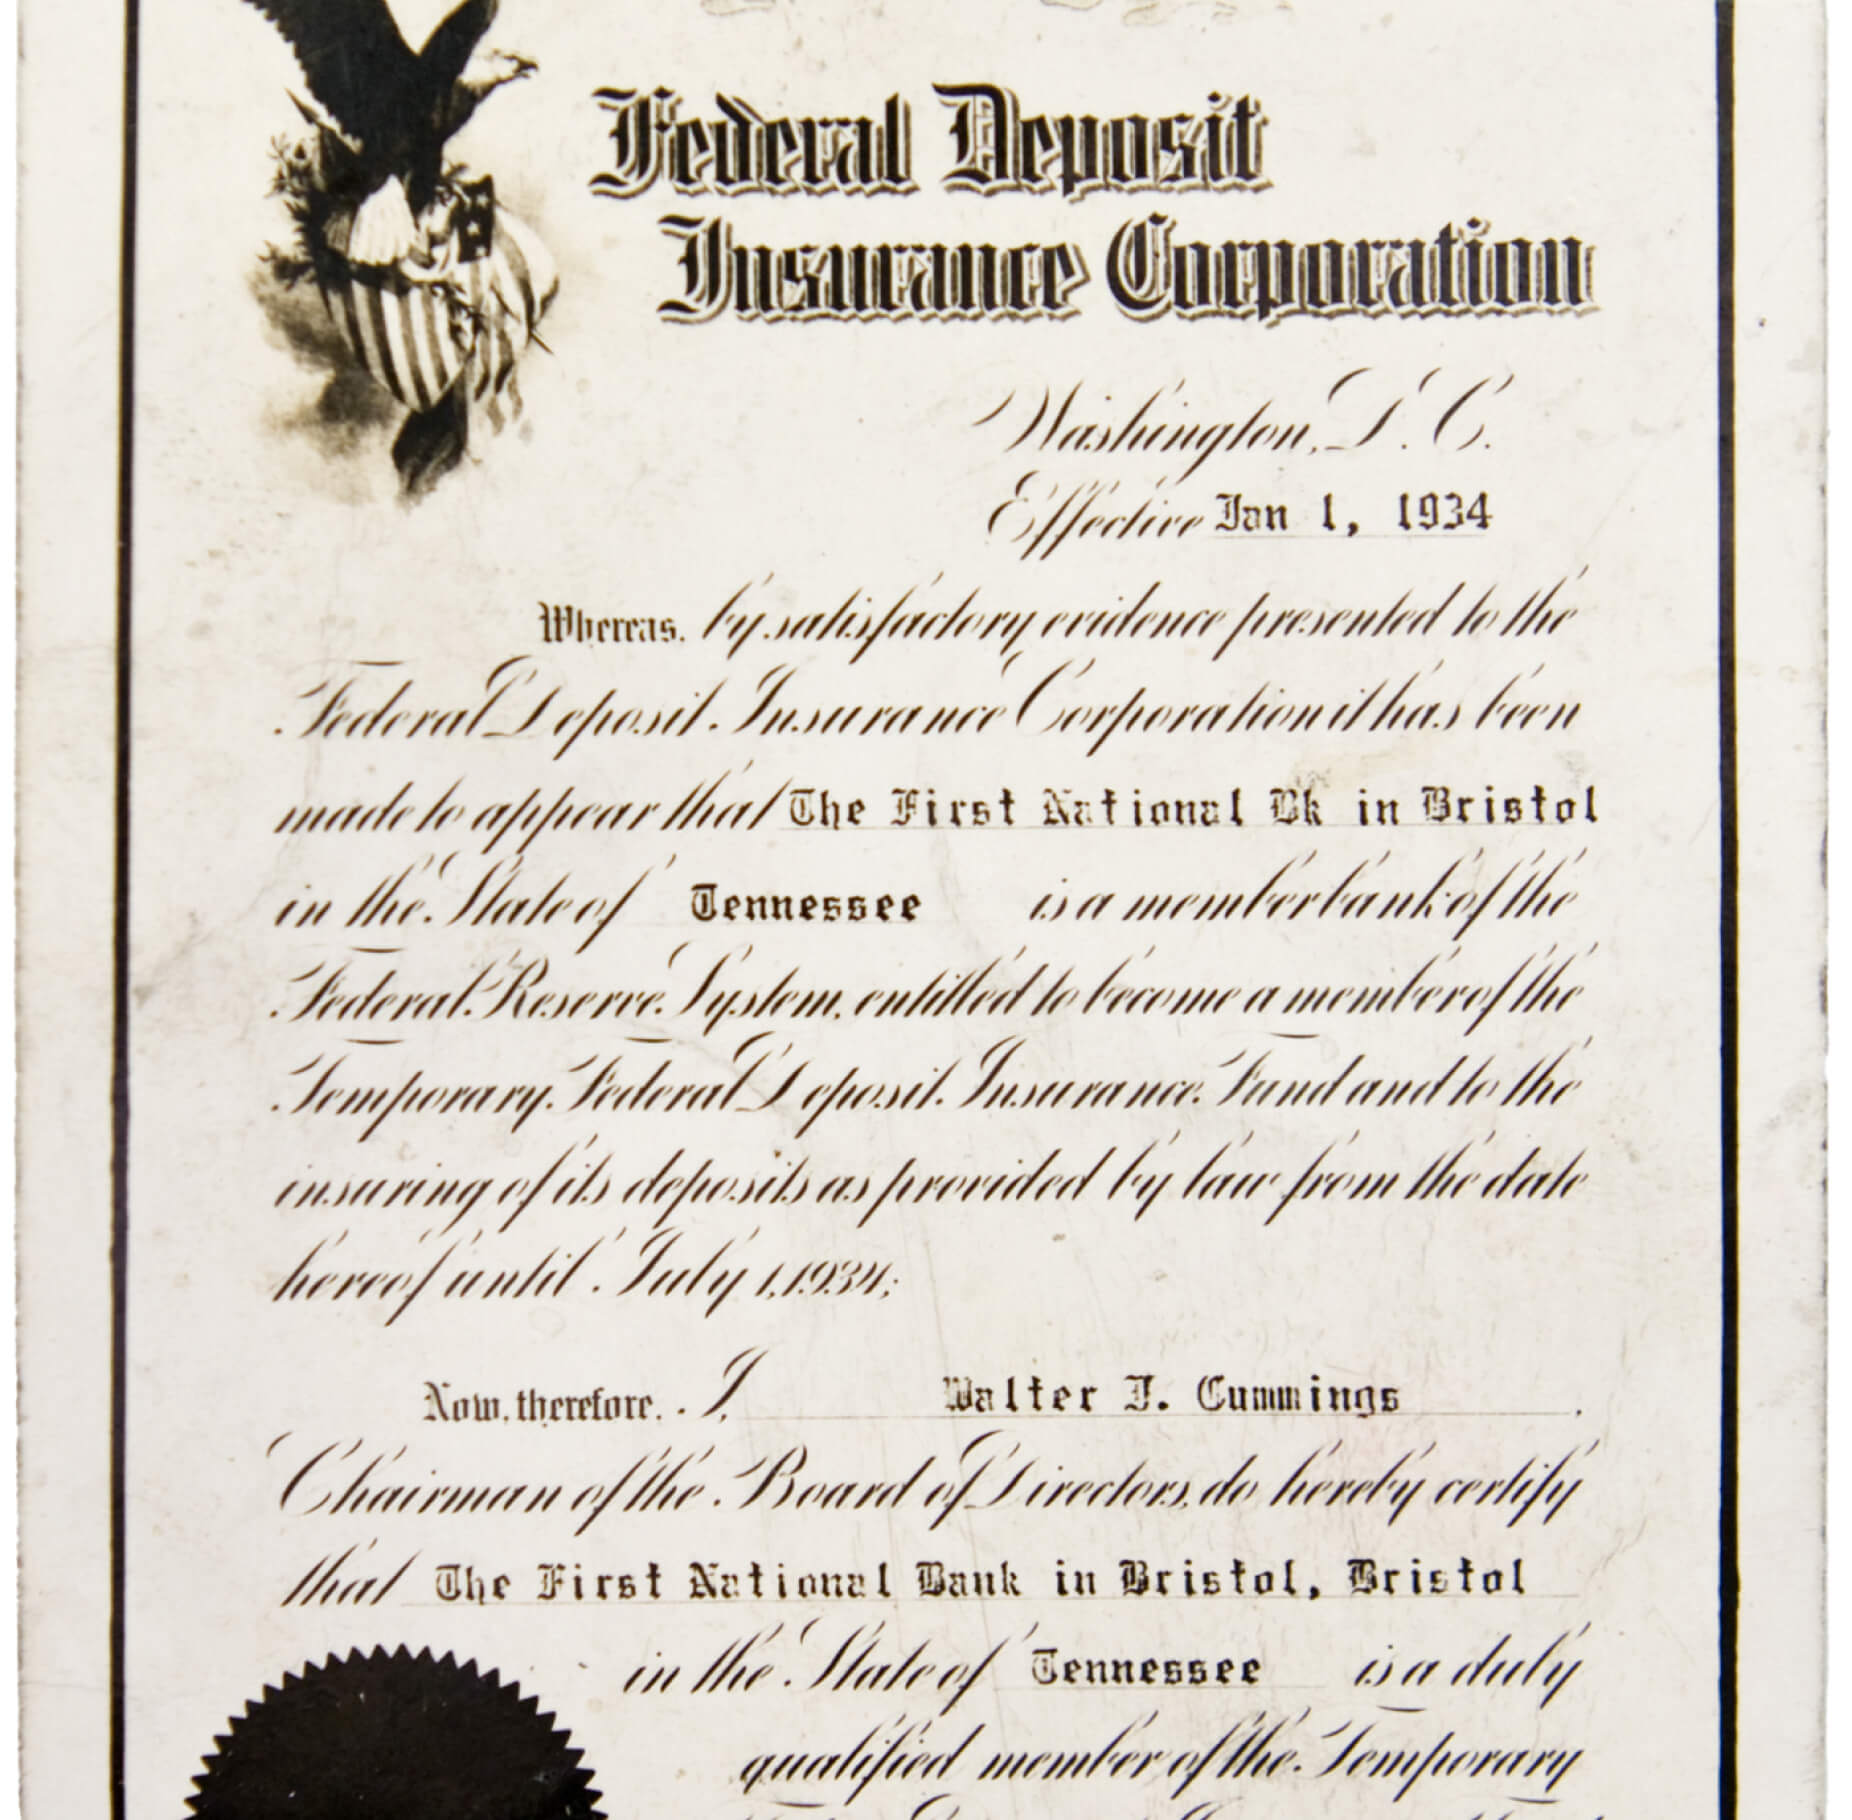 Federal Deposit
Insurance Corporation
Washington, D. C.
Effective Jan 1, 1934
Whereas, by satisfactory evidence presented to the
Federal Deposit Insurance Corporation it has been
made to appear that The First National Bk in Bristol
in the State of Tennessee is a member bank of the
Federal Reserve System, entitled to become a member of the
Temporary Federal Deposit Insurance Fund and to the
insuring of its deposits as provided by law from the date
hereof until July 1, 1934;
Now, therefore, I, Walter J. Cummings,
Chairman of the Board of Directors, do hereby certify
that The First National Bank in Bristol, Bristol
in the State of Tennessee is a duly
qualified member of the Temporary